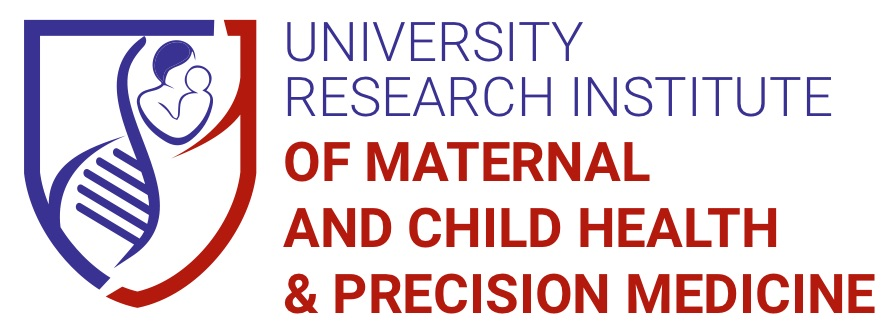 UNIVERSITY
RESEARCH INSTITUTE
OF MATERNAL
AND CHILD HEALTH
& PRECISION MEDICINE